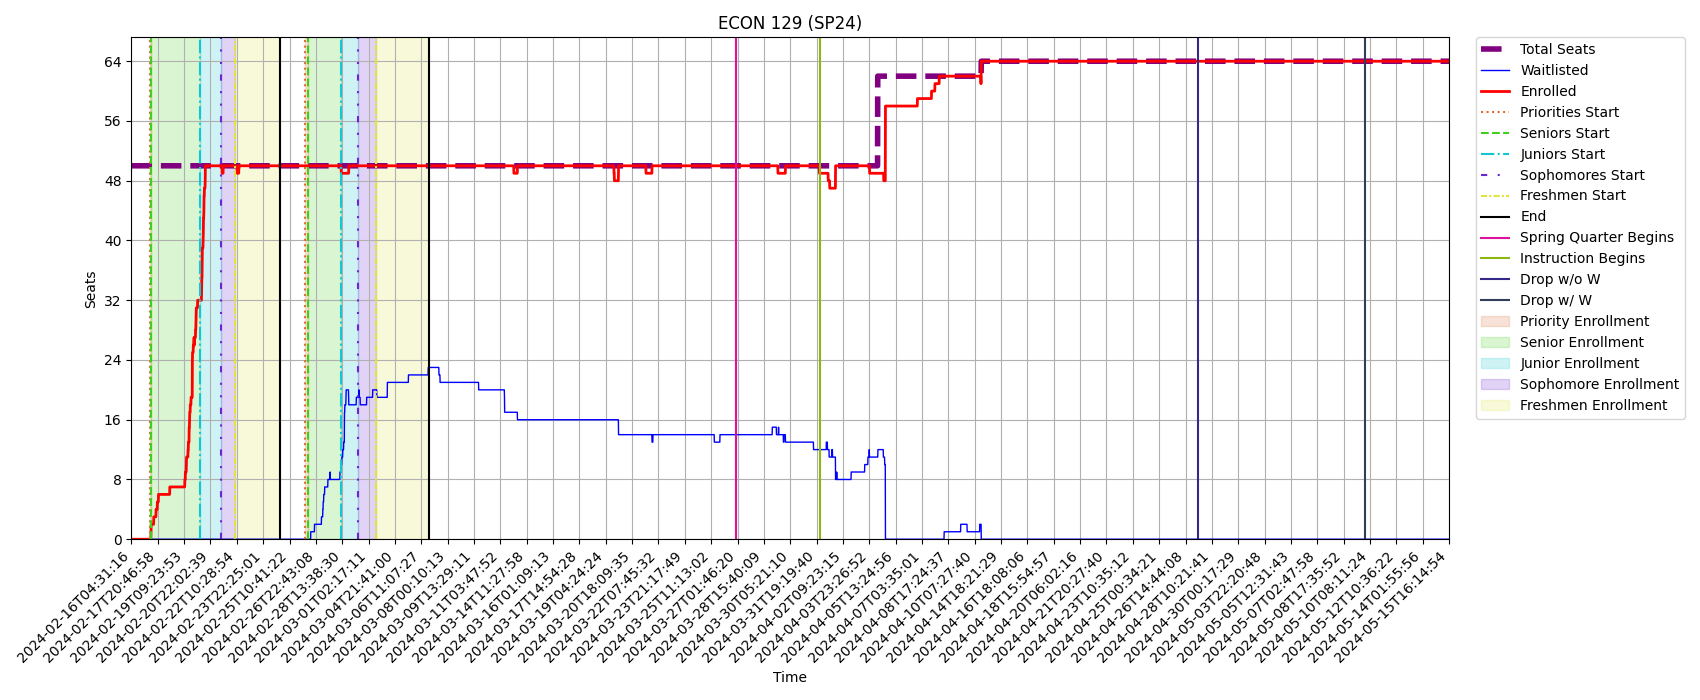 ECON 129 (SP24)
Seats
64
56
48
40
32
24
16
8
0
2024-02-16T04:31:16
2024-02-17T20:46:58
2024-02-19T09:23:53
2024-02-20T22:02:39
2024-02-22T10:28:54
2024-02-23T22:25:01
2024-02-25T10:41:22
2024-02-26T22:43:08
2024-02-28T13:38:30
2024-03-01T02:17:11
2024-03-04T21:41:00
2024-03-06T11:07:27
2024-03-08T00:10:13
2024-03-09T13:29:11
2024-03-11T03:47:52
2024-03-14T11:27:58
2024-03-16T01:09:13
2024-03-17T14:54:28
2024-03-19T04:24:24
2024-03-20T18:09:35
2024-03-22T07:45:32
2024-03-23T21:17:49
2024-03-25T11:13:02
2024-03-27T01:46:20
2024-03-28T15:40:09
2024-03-30T05:21:10
2024-03-31T19:19:40
2024-04-02T09:23:15
2024-04-03T23:26:52
2024-04-05T13:24:56
2024-04-07T03:35:01
2024-04-08T17:24:37
2024-04-10T07:27:40
2024-04-14T18:21:29
2024-04-16T18:08:06
2024-04-18T15:54:57
2024-04-20T06:02:16
2024-04-21T20:27:40
2024-04-23T10:35:12
2024-04-25T00:34:21
2024-04-26T14:44:08
2024-04-28T10:21:41
2024-04-30T00:17:29
2024-05-03T22:20:48
2024-05-05T12:31:43
2024-05-07T02:47:58
2024-05-08T17:35:52
2024-05-10T08:11:24
2024-05-12T10:36:22
2024-05-14T01:55:56
2024-05-15T16:14:54
Time
Total Seats
Waitlisted
Enrolled
Priorities Start
Seniors Start
Juniors Start
Sophomores Start
Freshmen Start
End
Spring Quarter Begins
Instruction Begins
Drop w/o W
Drop w/ W
Priority Enrollment
Senior Enrollment
Junior Enrollment
Sophomore Enrollment
Freshmen Enrollment